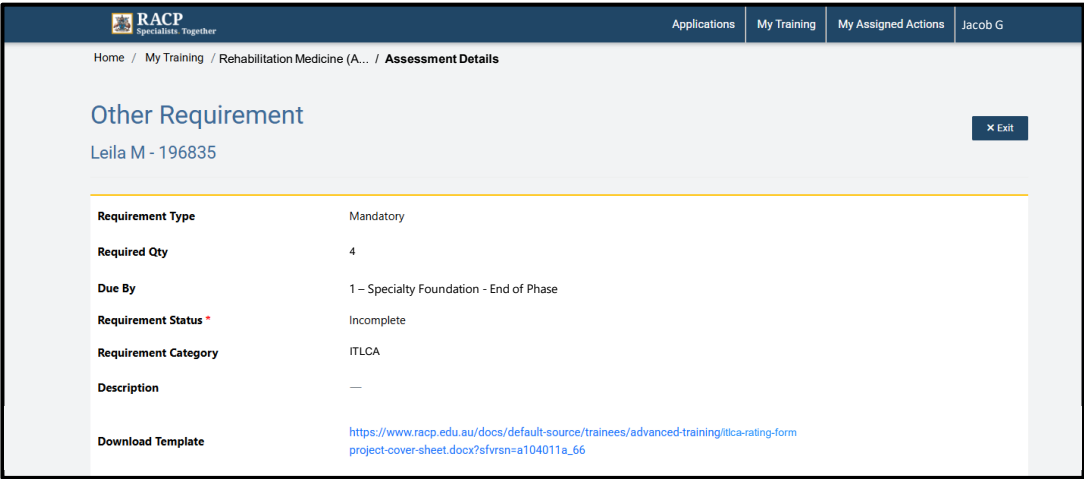 RACP
Specialists. Together
Applications My Training My Assigned Actions Jacob G
Home / My Training / Rehabilitation Medicine (A... / Assessment Details
Other Requirement
× Exit
Leila M - 196835
Requirement Type Mandatory
Required Qty 4
Due By 1 – Specialty Foundation - End of Phase
Requirement Status * Incomplete
Requirement Category ITLCA
Description —
Download Template https://www.racp.edu.au/docs/default-source/trainees/advanced-training/itlca-rating-form
project-cover-sheet.docx?sfvrsn=a104011a_66